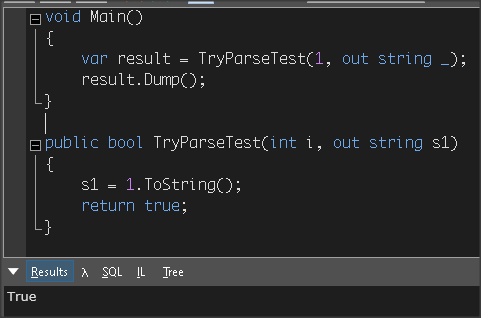 void Main()
{
    var result = TryParseTest(1, out string _);
    result.Dump();
}
public bool TryParseTest(int i, out string s1)
{
    s1 = 1.ToString();
    return true;
}
Results λ SQL IL Tree
True